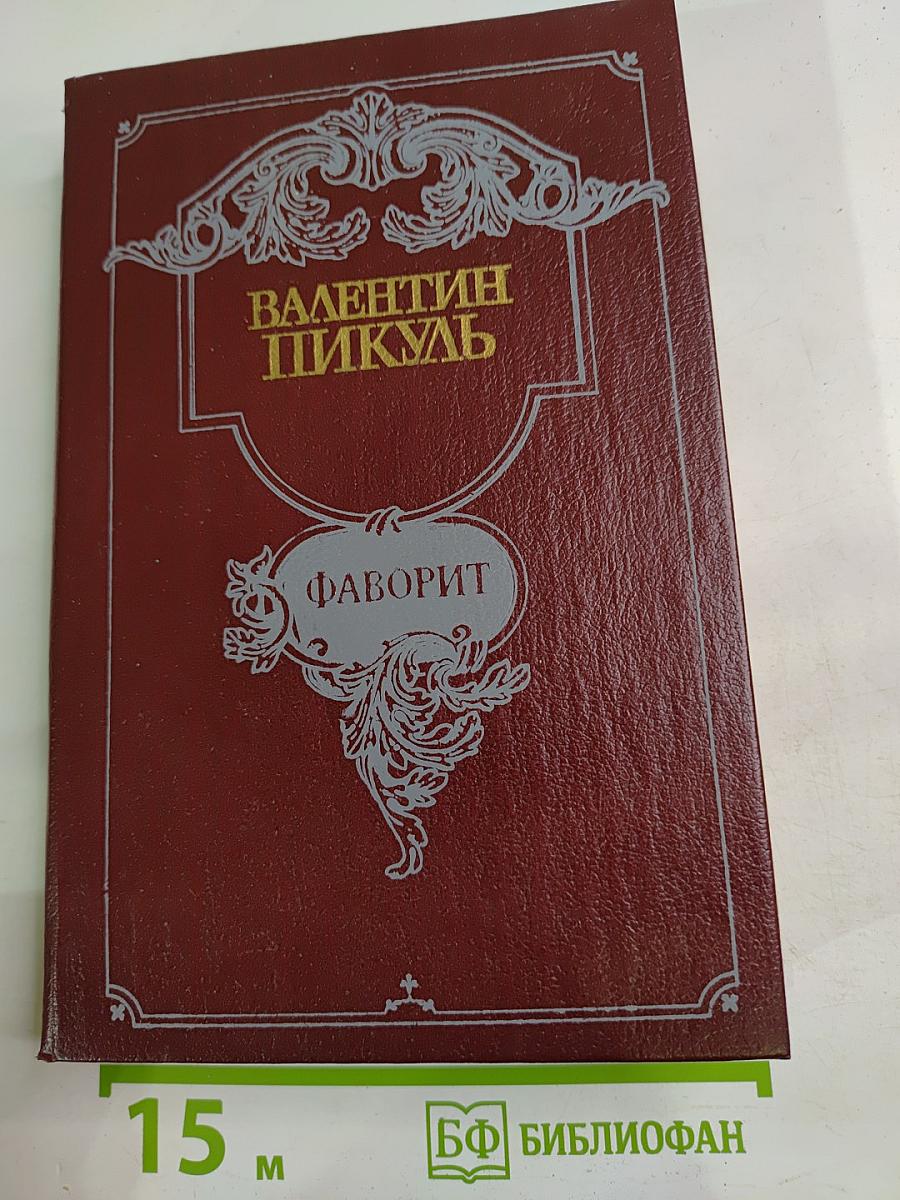 ВАЛЕНТИН
ПИКУЛЬ
ФАВОРИТ
15 м
БФ БИБЛИОФАН